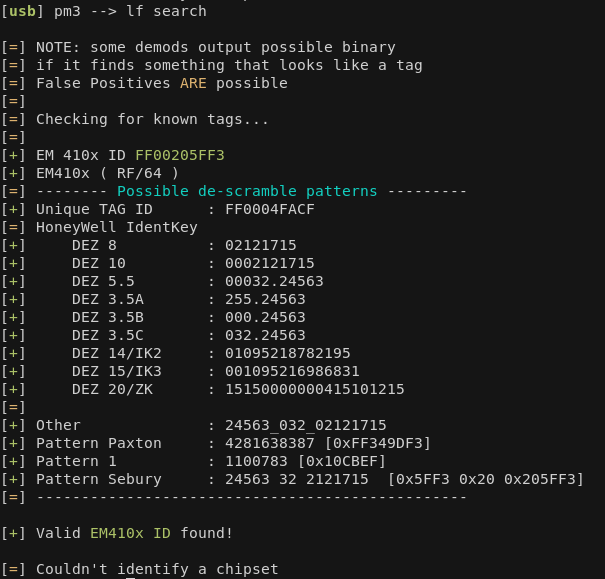 [usb] pm3 --> lf search
[=] NOTE: some demods output possible binary
[=] if it finds something that looks like a tag
[=] False Positives ARE possible
[=]
[=] Checking for known tags...
[=]
[+] EM 410x ID FF00205FF3
[+] EM410x ( RF/64 )
[=] -------- Possible de-scramble patterns ---------
[+] Unique TAG ID      : FF0004FACF
[=] HoneyWell IdentKey
[+]     DEZ 8          : 02121715
[+]     DEZ 10         : 0002121715
[+]     DEZ 5.5        : 00032.24563
[+]     DEZ 3.5A       : 255.24563
[+]     DEZ 3.5B       : 000.24563
[+]     DEZ 3.5C       : 032.24563
[+]     DEZ 14/IK2     : 01095218782195
[+]     DEZ 15/IK3     : 001095216986831
[+]     DEZ 20/ZK      : 15150000000415101215
[=]
[+] Other              : 24563_032_02121715
[+] Pattern Paxton     : 4281638387 [0xFF349DF3]
[+] Pattern 1          : 1100783 [0x10CBEF]
[+] Pattern Sebury     : 24563 32 2121715  [0x5FF3 0x20 0x205FF3]
[=] ------------------------------------------------
[+] Valid EM410x ID found!
[=] Couldn't identify a chipset